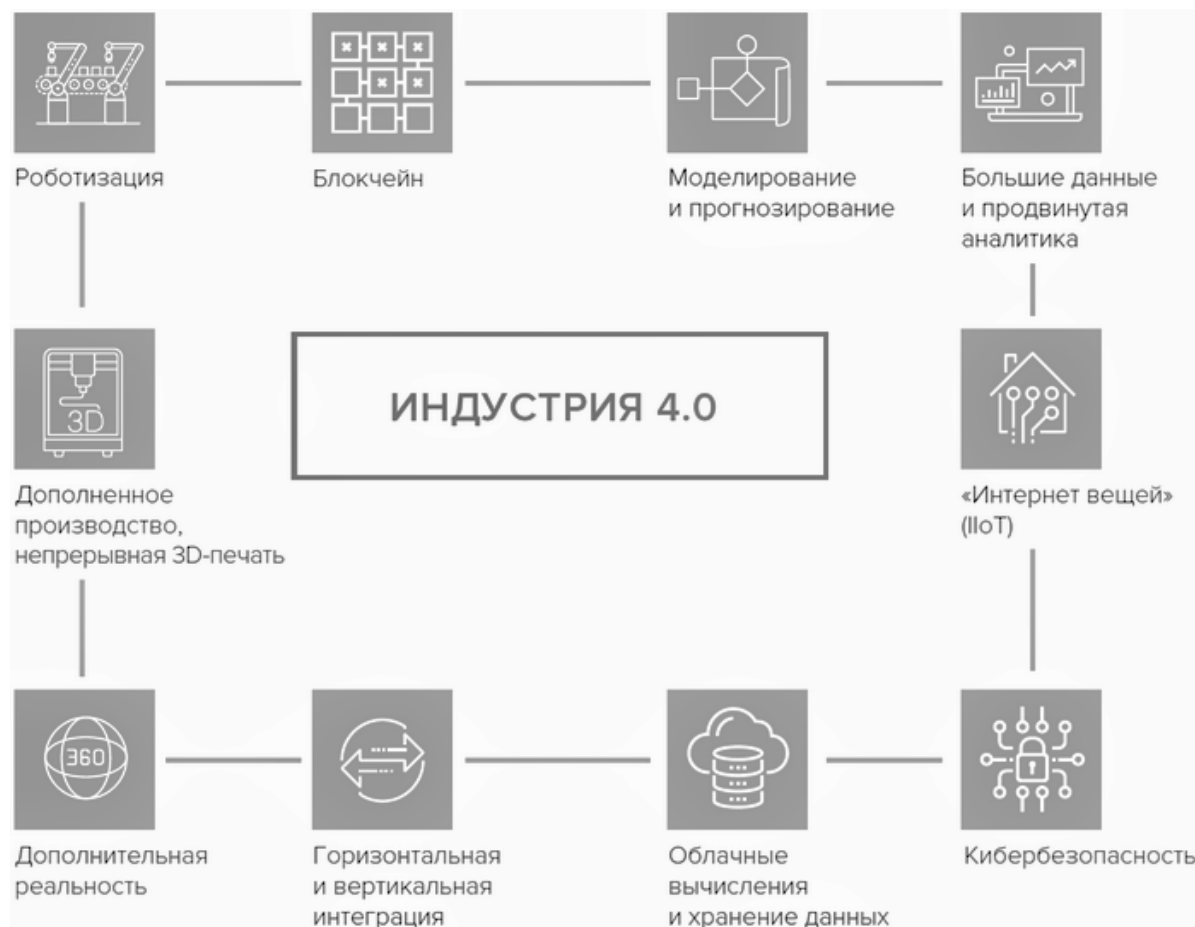 Роботизация
Блокчейн
Моделирование
и прогнозирование
Большие данные
и продвинутая
аналитика
ИНДУСТРИЯ 4.0
3D
Дополненное
производство,
непрерывная 3D-печать
«Интернет вещей»
(IIoT)
360
Дополнительная
реальность
Горизонтальная
и вертикальная
интеграция
Облачные
вычисления
и хранение данных
Кибербезопасность